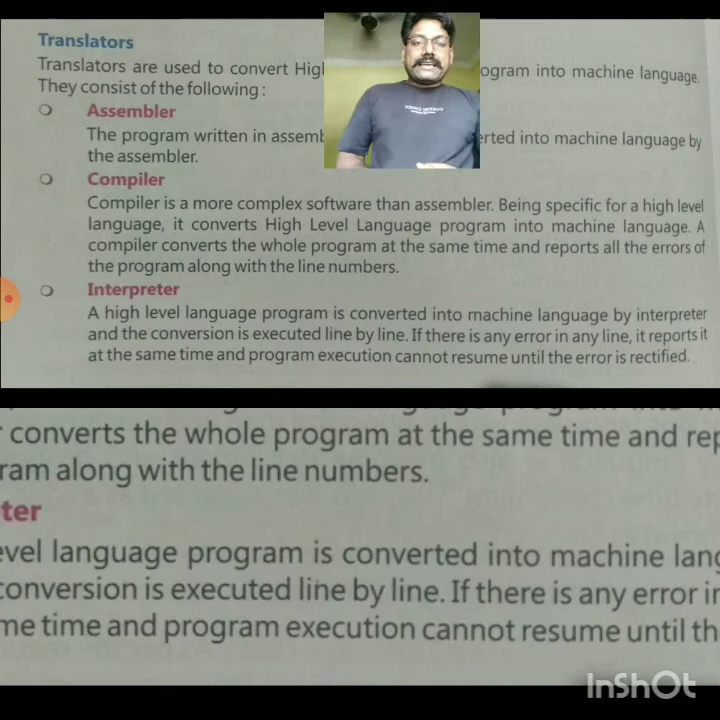 Translators
Translators are used to convert Hig ogram into machine language.
They consist of the following :
Assembler
The program written in assemb erted into machine language by
the assembler.
Compiler
Compiler is a more complex software than assembler. Being specific for a high level
language, it converts High Level Language program into machine language. A
compiler converts the whole program at the same time and reports all the errors of
the program along with the line numbers.
Interpreter
A high level language program is converted into machine language by interpreter
and the conversion is executed line by line. If there is any error in any line, it reports it
at the same time and program execution cannot resume until the error is rectified.
r converts the whole program at the same time and rep
ram along with the line numbers.
ter
evel language program is converted into machine lang
conversion is executed line by line. If there is any error in
me time and program execution cannot resume until th
InShOt